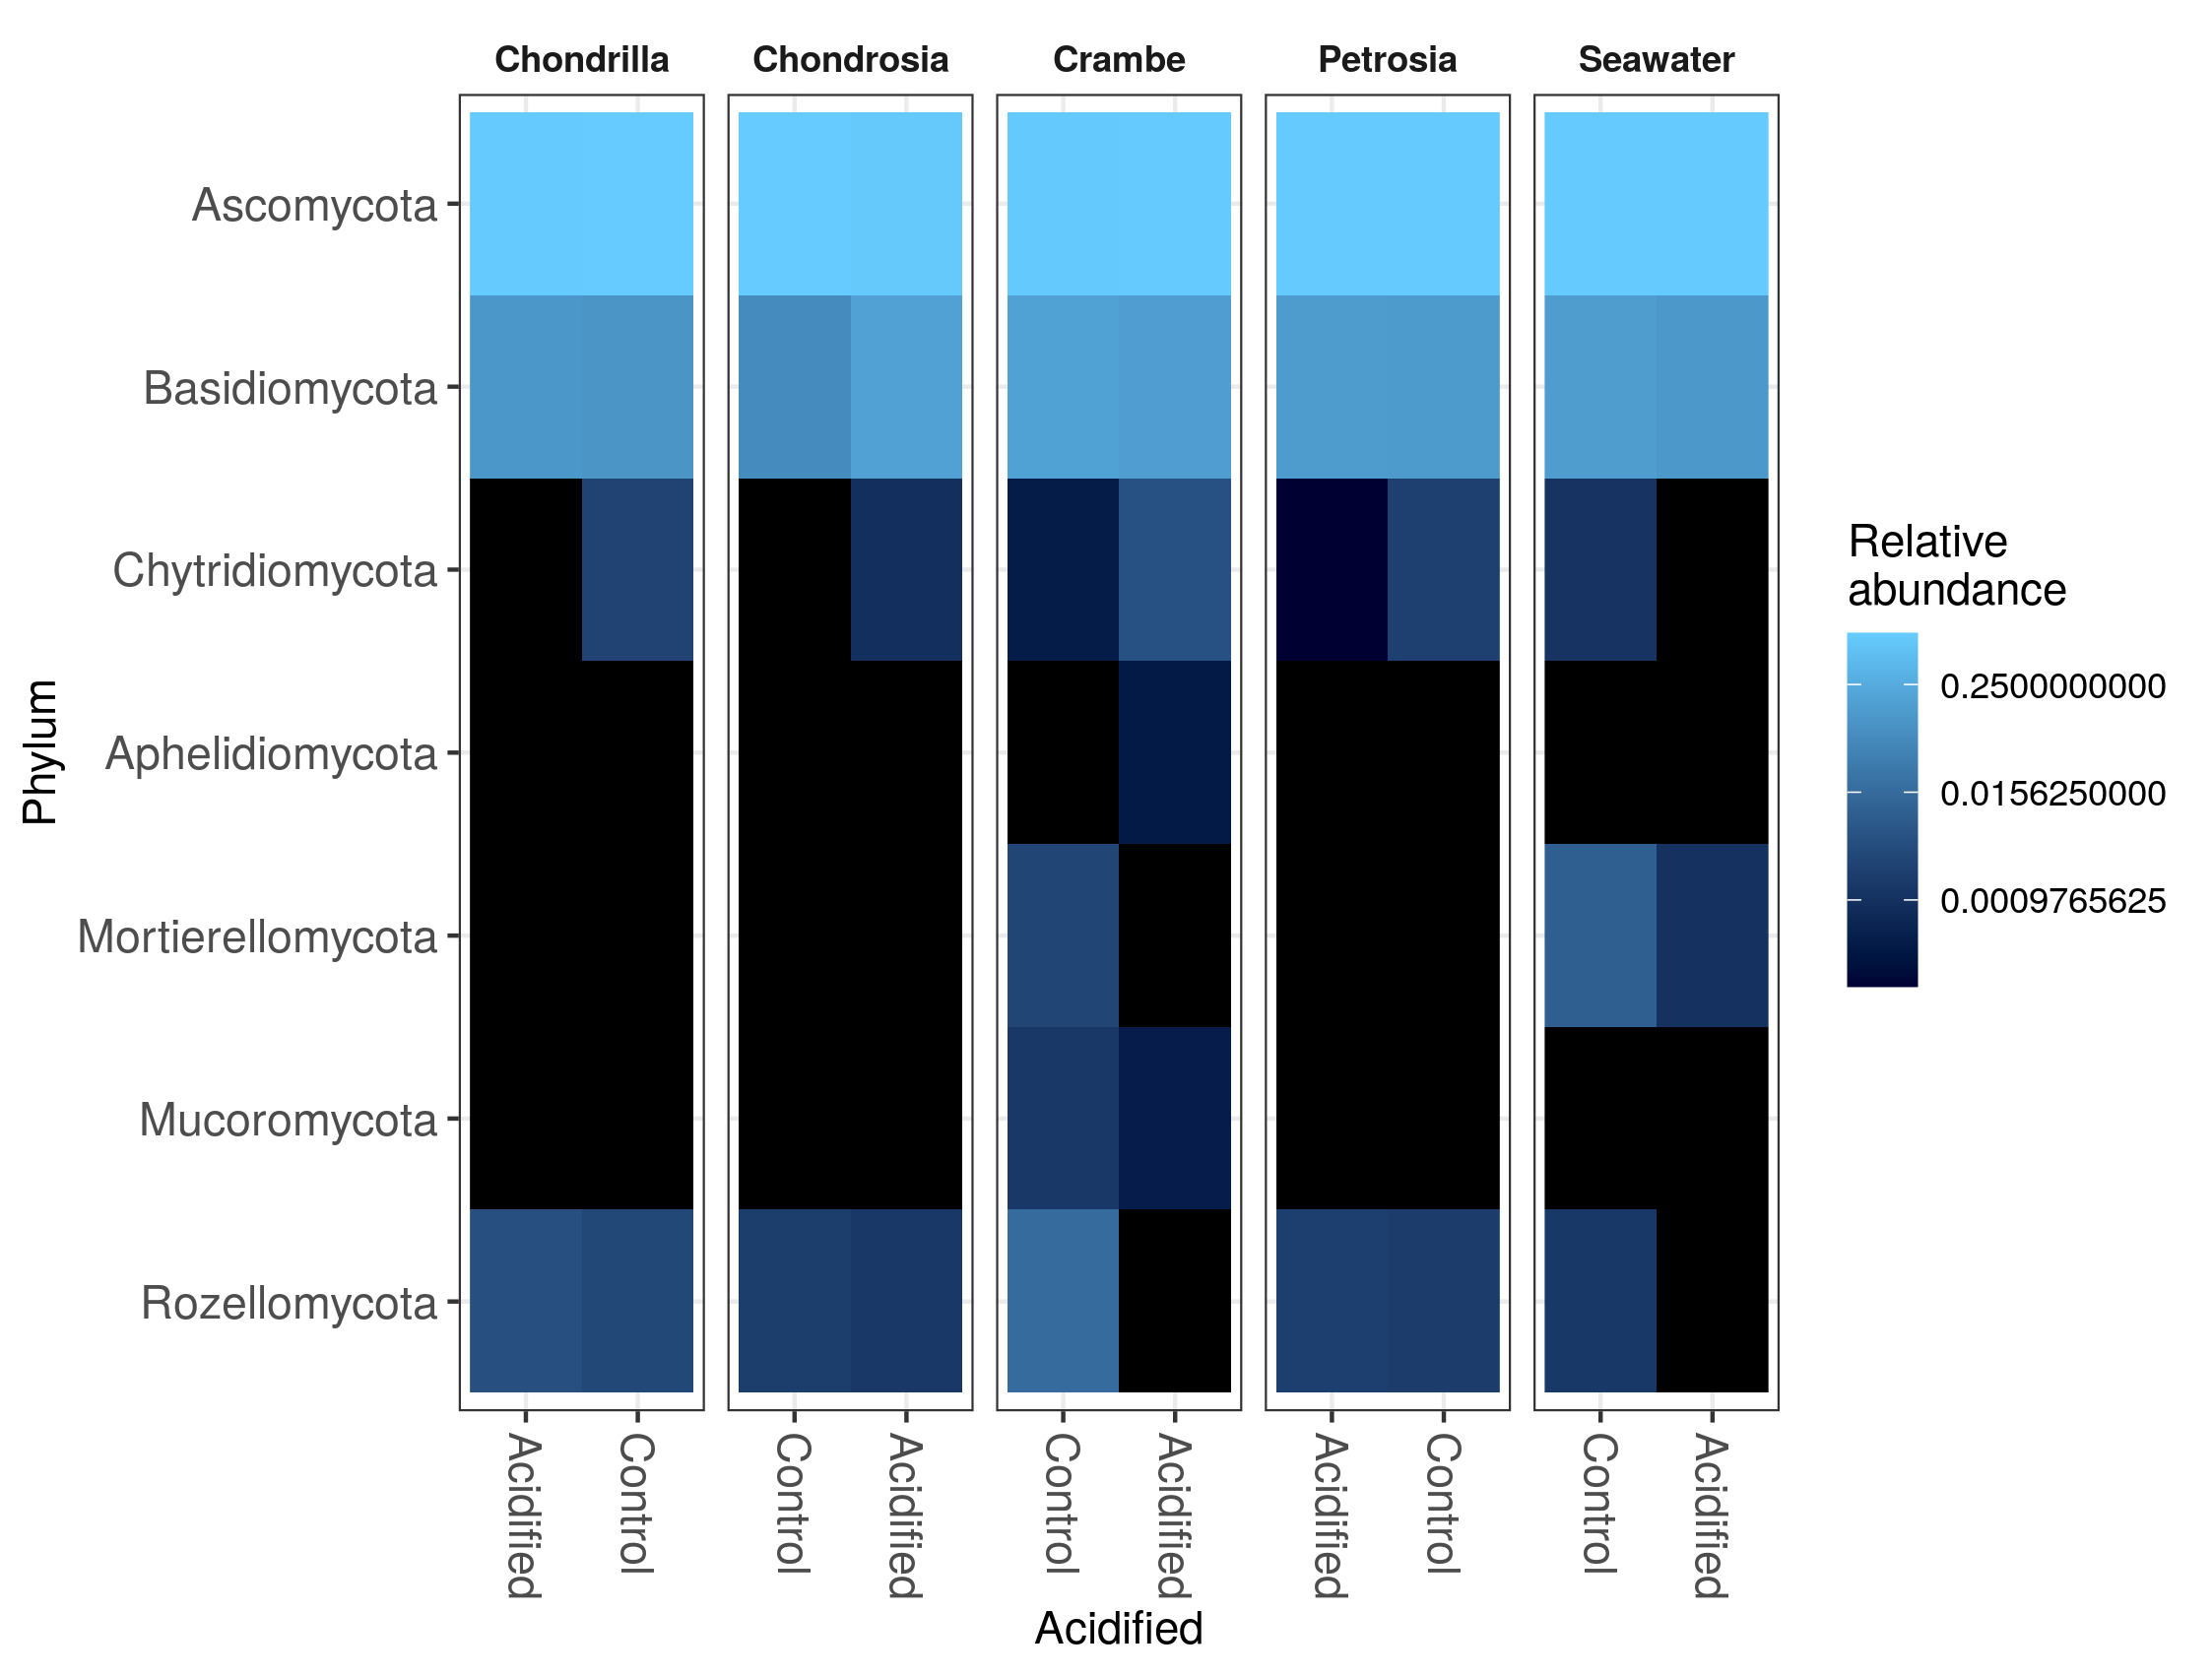 Chondrilla Chondrosia Crambe Petrosia Seawater
Phylum
Ascomycota
Basidiomycota
Chytridiomycota
Aphelidiomycota
Mortierellomycota
Mucoromycota
Rozellomycota
Acidified Control Control Acidified Control Acidified Acidified Control Control Acidified
Acidified
Relative
abundance
0.2500000000
0.0156250000
0.0009765625